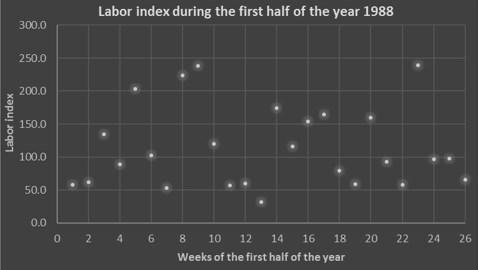 Labor index during the first half of the year 1988
300.0
250.0
200.0
150.0
100.0
50.0
0.0
Labor index
0 2 4 6 8 10 12 14 16 18 20 22 24 26
Weeks of the first half of the year